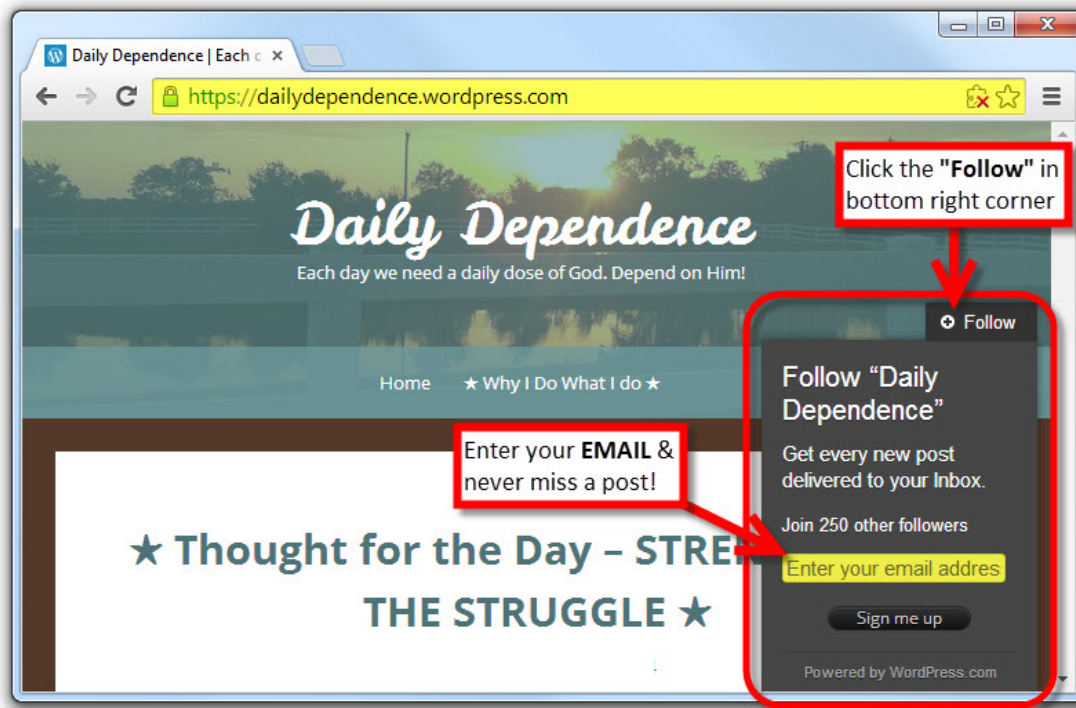 Daily Dependence | Each c
https://dailydependence.wordpress.com
Click the "Follow" in
bottom right corner
Daily Dependence
Each day we need a daily dose of God. Depend on Him!
Follow
Home ★ Why I Do What I do ★
Follow “Daily
Dependence”
Get every new post
delivered to your Inbox.
Join 250 other followers
Enter your email addres
Sign me up
Powered by WordPress.com
Enter your EMAIL &
never miss a post!
★ Thought for the Day – STRE
THE STRUGGLE ★